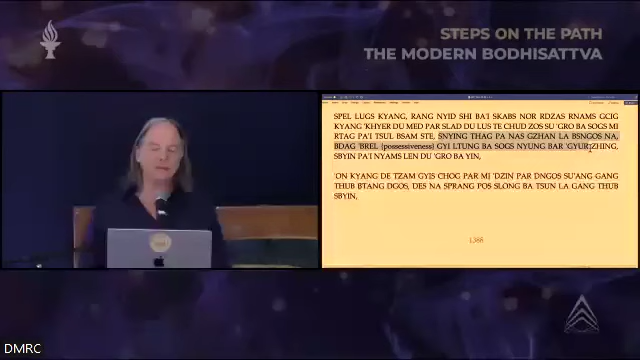 STEPS ON THE PATH
THE MODERN BODHISATTVA
SPEL LUGS KYANG, RANG NYID SHI BA'I SKABS RNAMS GCIG
KYANG 'KHYER DU MED PAR SLAD DU LUS TE CHUD ZOS SU 'GRO BA SOGS MI
RTAG PA'I TSUL BSAM STE, SNYING THAG PA NAS GZHAN LA BSNGOS NA,
BDAG 'BREL (possessiveness) GYI LTUNG BA SOGS NYUNG BAR 'GYUR ZHING,
SBYIN PA'I NYAMS LEN DU 'GRO BA YIN,
'ON KYANG DE TZAM GYIS CHOG PAR MI 'DZIN PAR DNGOS SU'ANG GANG
THUB BTANG DGOS, DES NA SPRANG POS SLONG BA TSUN LA GANG THUB
SBYIN,
1388
DMRC